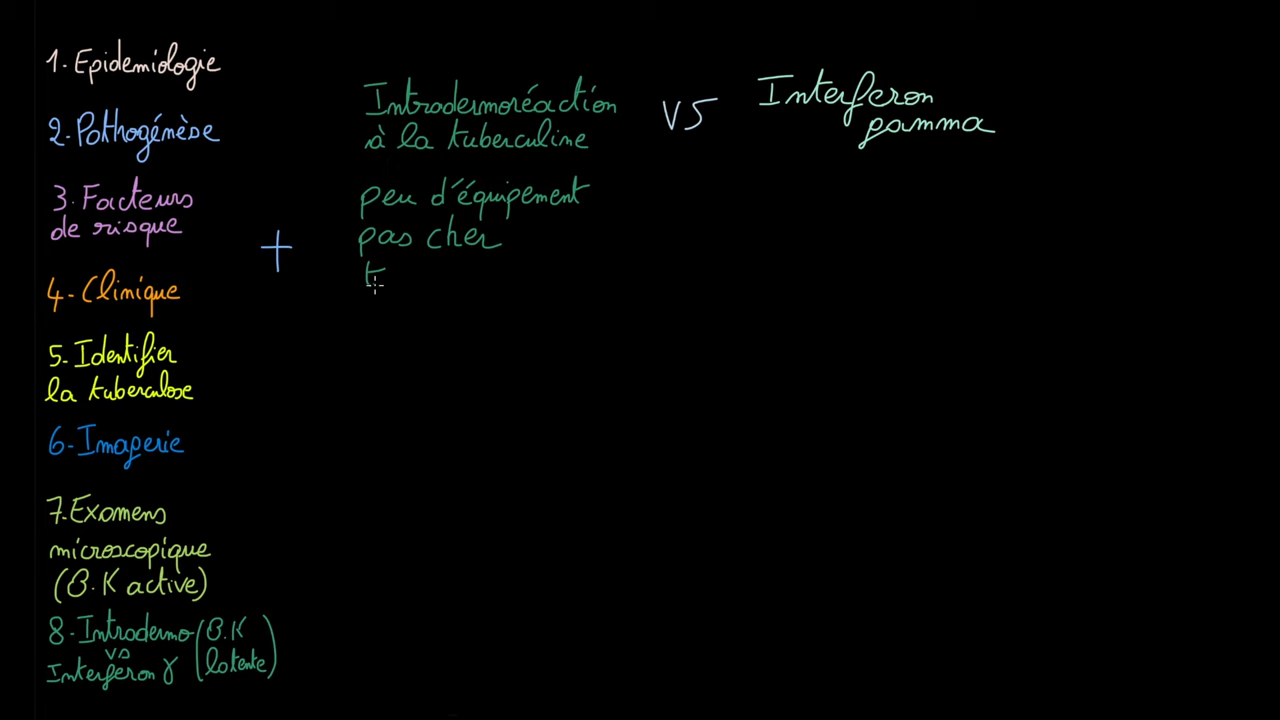 1. Epidemiologie
2. Pathogénèse
3. Facteurs
de risque
4 - Clinique
5. Identifier
la tuberculose
6 - Imagerie
7. Examens
microscopique
(B.K active)
8 - Intradermo
vs
Interferon γ
(B.K
latente)
Intradermoréaction
à la tuberculine
VS
Interferon
gamma
+
peu d'équipement
pas cher
t